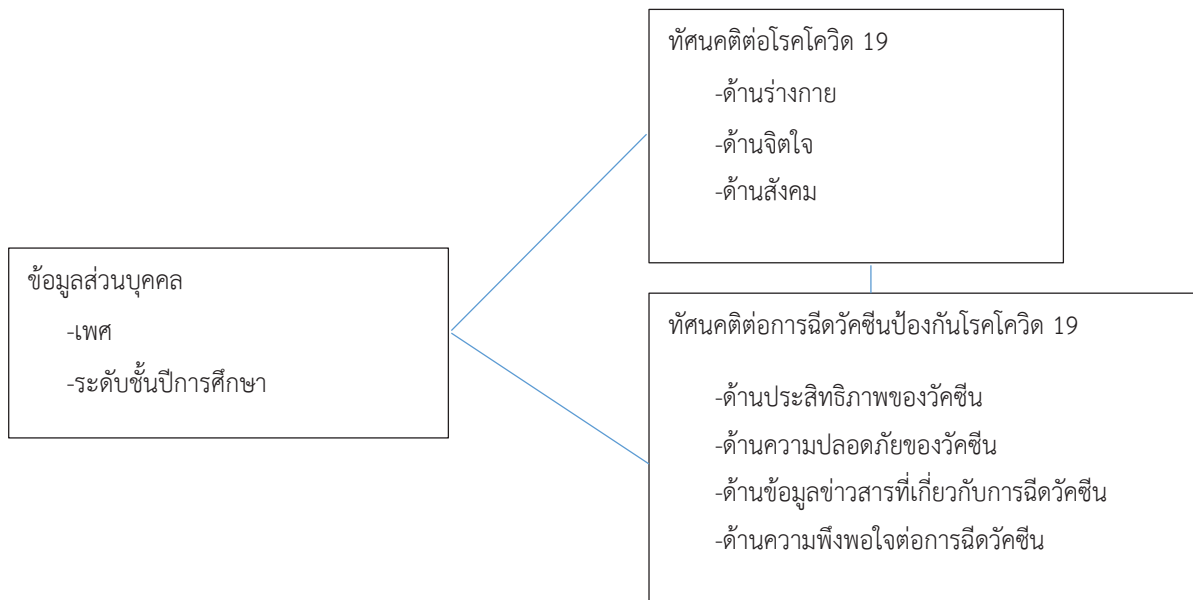 ทัศนคติต่อโรคโควิด 19
-ด้านร่างกาย
-ด้านจิตใจ
-ด้านสังคม
ข้อมูลส่วนบุคคล
-เพศ
-ระดับชั้นปีการศึกษา
ทัศนคติต่อการฉีดวัคซีนป้องกันโรคโควิด 19
-ด้านประสิทธิภาพของวัคซีน
-ด้านความปลอดภัยของวัคซีน
-ด้านข้อมูลข่าวสารที่เกี่ยวกับการฉีดวัคซีน
-ด้านความพึงพอใจต่อการฉีดวัคซีน